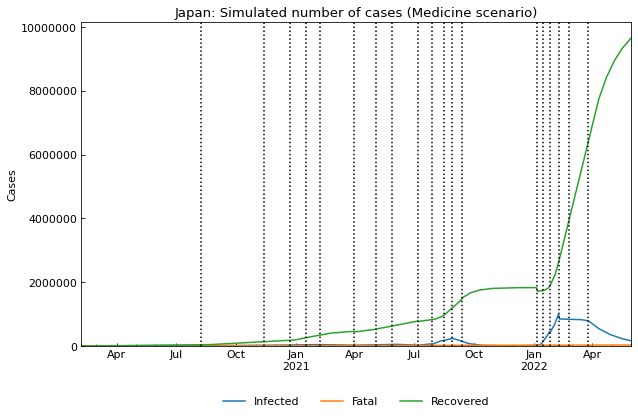 Japan: Simulated number of cases (Medicine scenario)
10000000
8000000
6000000
4000000
2000000
0
Cases
Apr Jul Oct Jan Apr Jul Oct Jan Apr
2021 2022
Infected Fatal Recovered